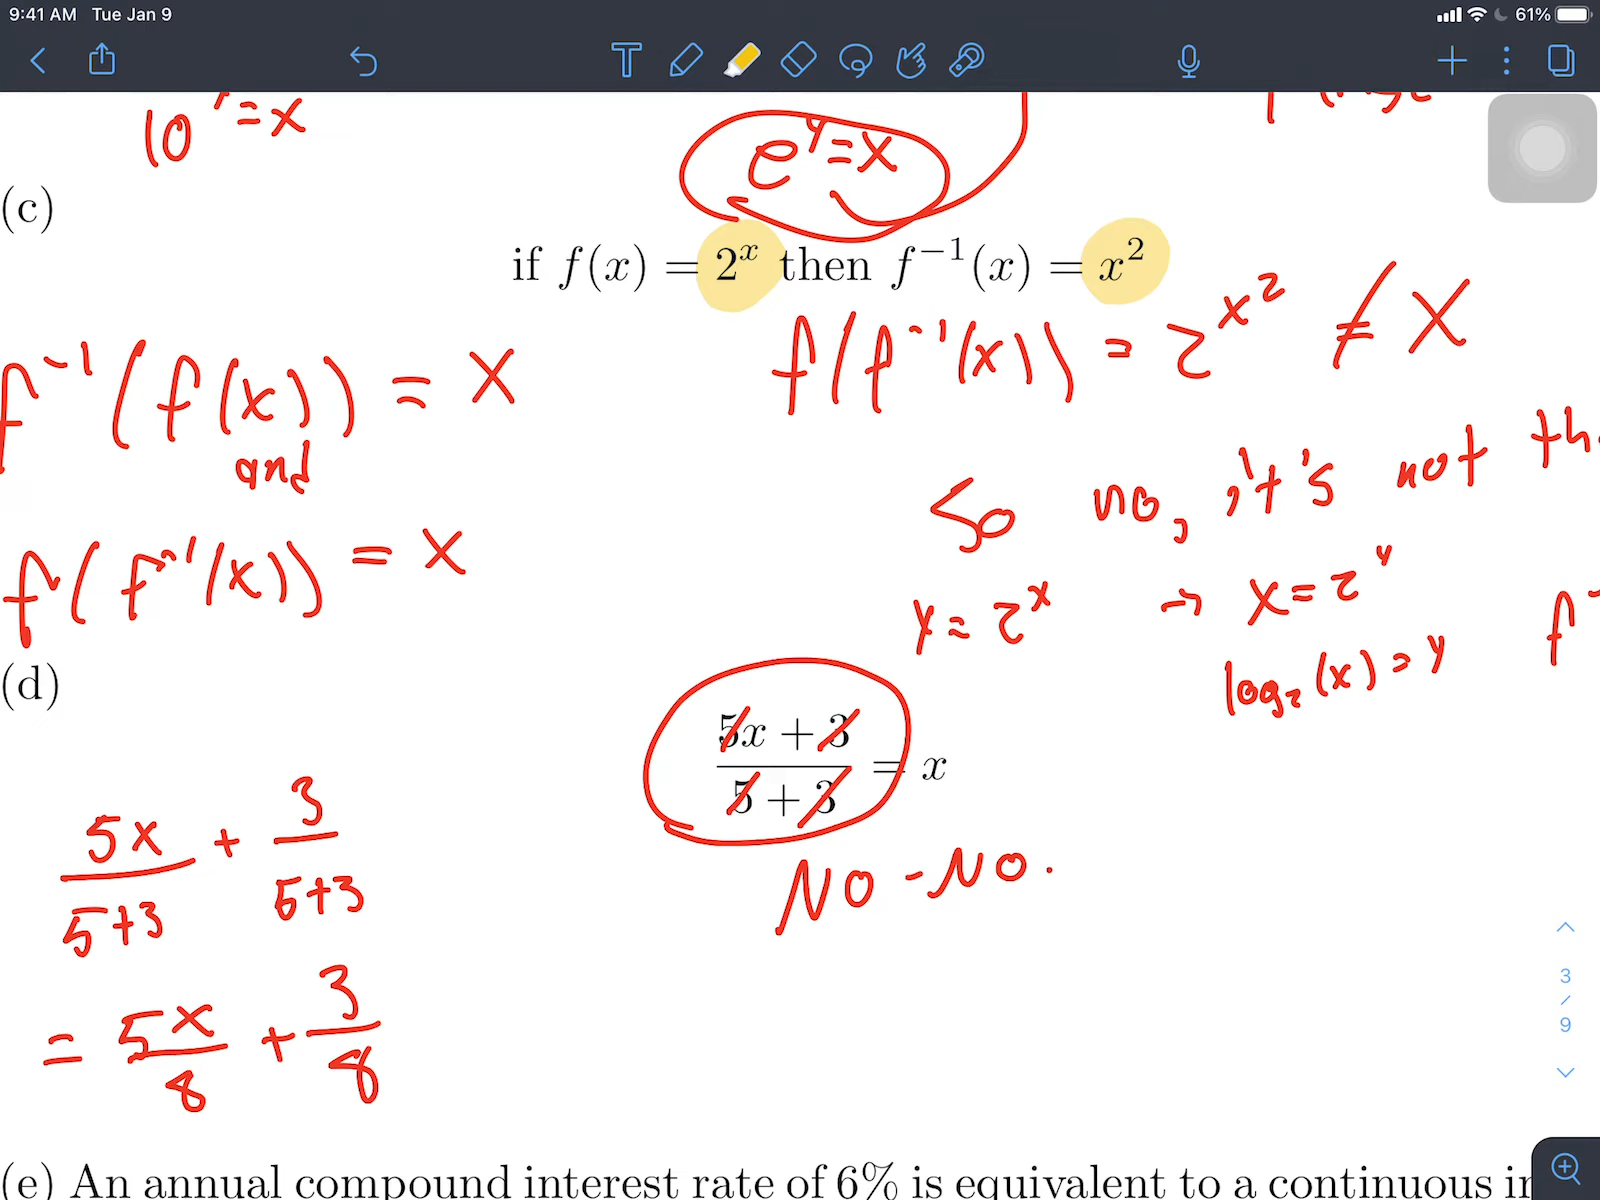 9:41 AM Tue Jan 9 61%
10 = x
e^y = x
(c)
if f(x) = 2^x then f^{-1}(x) = x^2
f(f^{-1}(x)) = 2^{x^2} ≠ x
f^{-1}(f(x)) = x
and
f(f^{-1}(x)) = x
So no, it's not th
y = 2^x → x = 2^y
log_2(x) = y
f^-
(d)
(5x + 3)/(5 + 3) = x
No-No.
5x/(5+3) + 3/(5+3)
= 5x/8 + 3/8
3
/
9
(e) An annual compound interest rate of 6% is equivalent to a continuous in